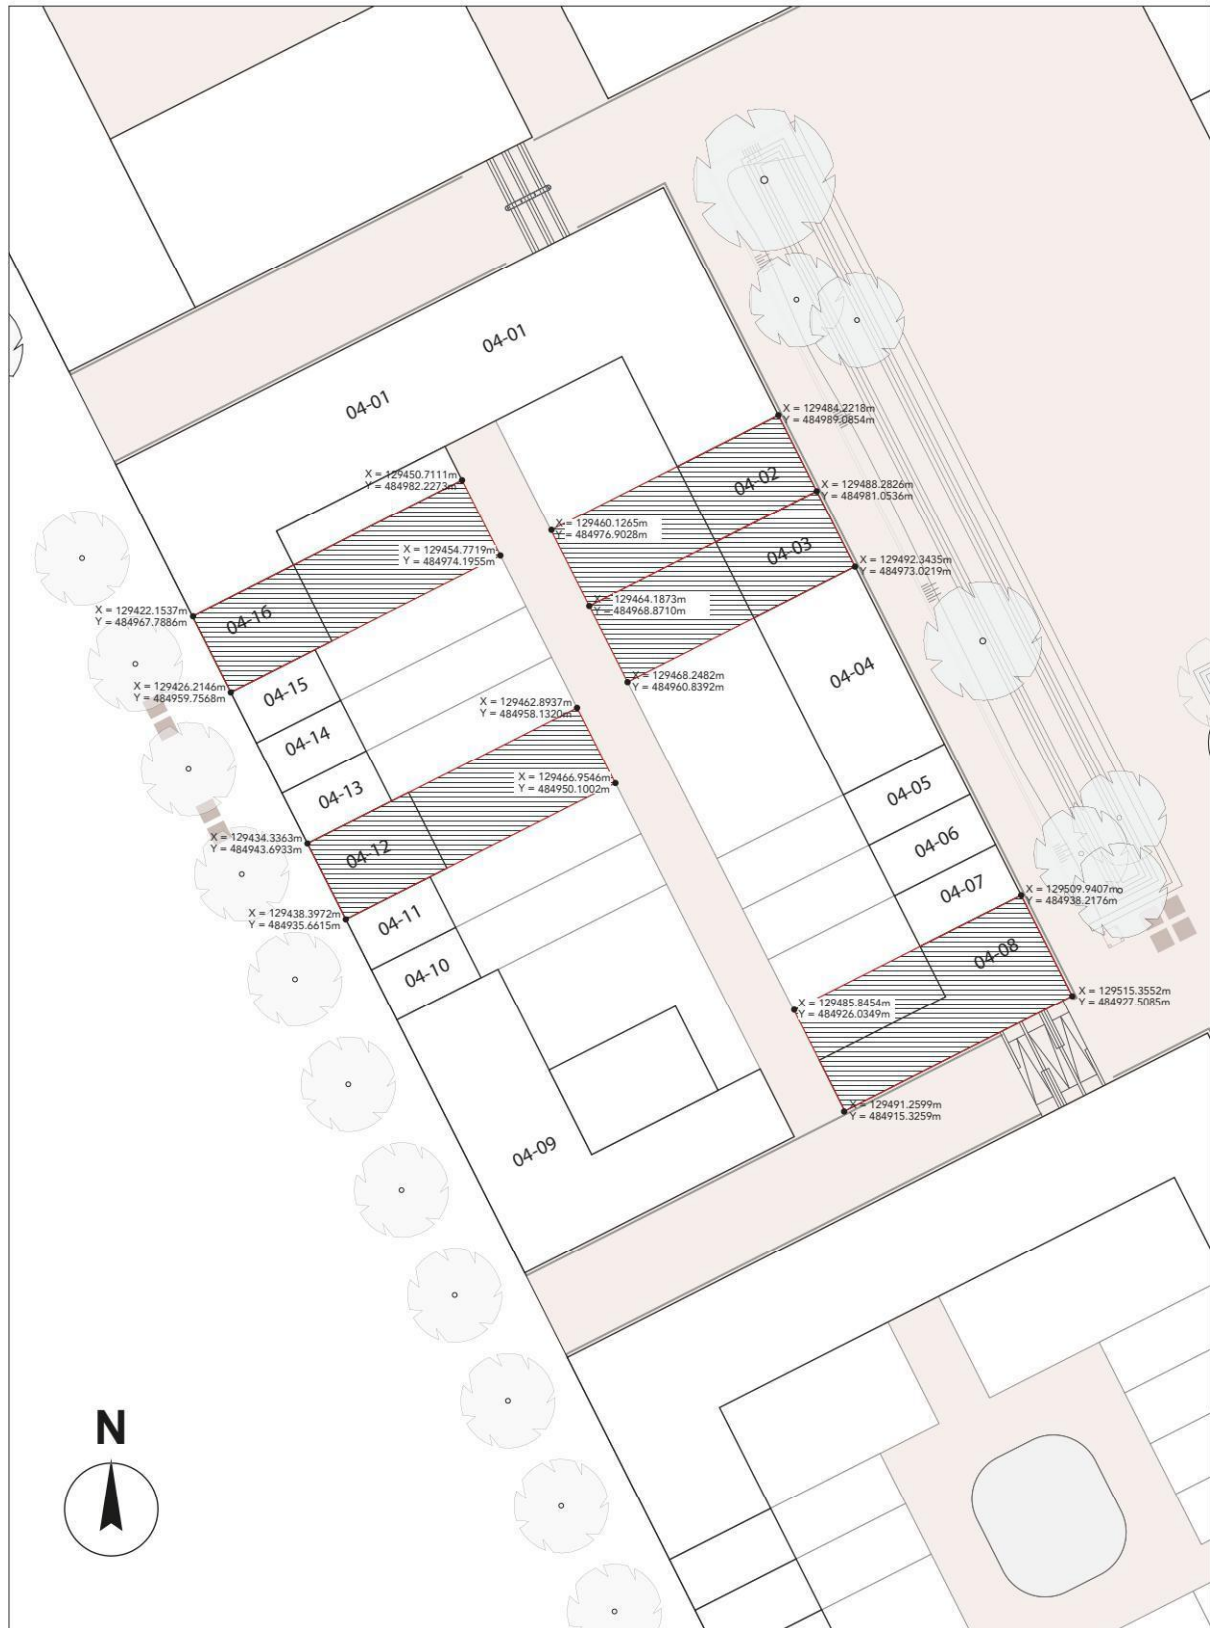 04-01
04-01
X = 129484.2218m
Y = 484989.0854m
X = 129450.7111m
Y = 484982.2273m
04-02
X = 129488.2826m
Y = 484981.0536m
X = 129460.1265m
Y = 484976.9028m
X = 129454.7719m
Y = 484974.1955m
04-03
X = 129492.3435m
Y = 484973.0219m
X = 129422.1537m
Y = 484967.7886m
04-16
X = 129464.1873m
Y = 484968.8710m
04-04
X = 129426.2146m
Y = 484959.7568m
04-15
X = 129468.2482m
Y = 484960.8392m
X = 129462.8937m
Y = 484958.1320m
04-14
X = 129466.9546m
Y = 484950.1002m
04-13
04-05
X = 129434.3363m
Y = 484943.6933m
04-12
04-06
04-07
X = 129509.9407m
Y = 484938.2176m
X = 129438.3972m
Y = 484935.6615m
04-11
04-08
04-10
X = 129515.3552m
Y = 484927.5085m
X = 129485.8454m
Y = 484926.0349m
X = 129491.2599m
Y = 484915.3259m
04-09
N